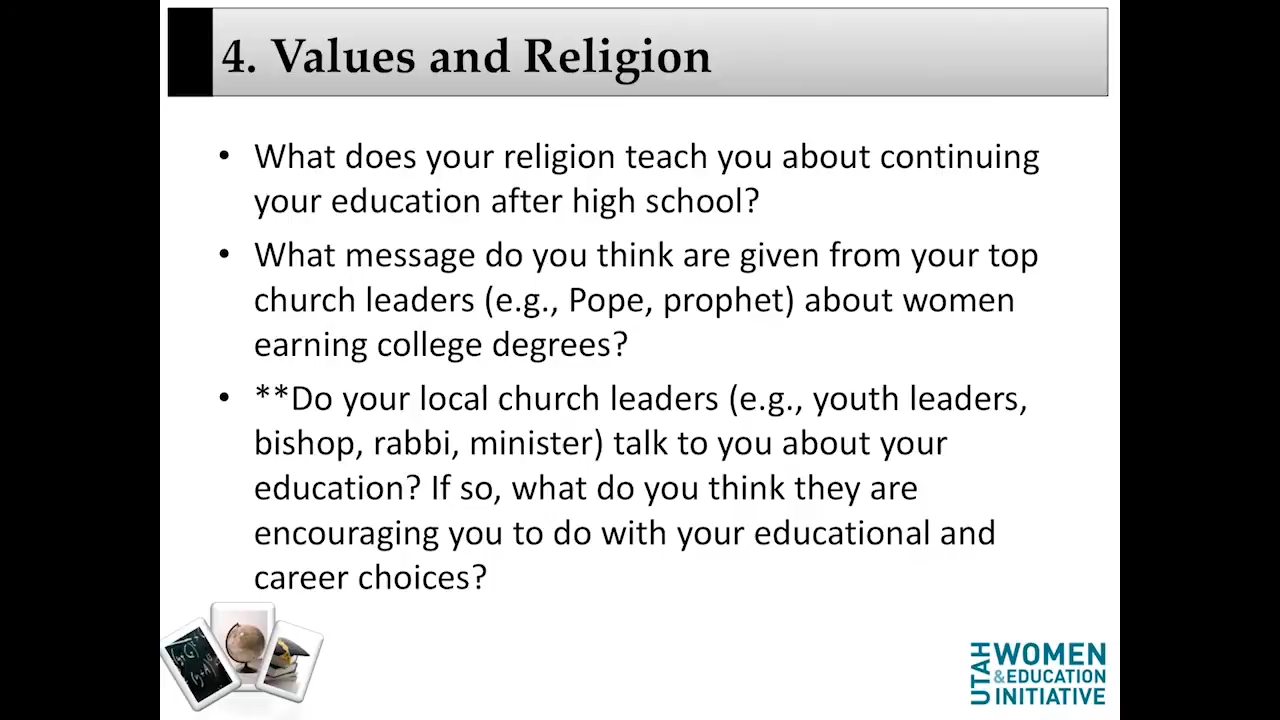 4. Values and Religion
• What does your religion teach you about continuing
your education after high school?
• What message do you think are given from your top
church leaders (e.g., Pope, prophet) about women
earning college degrees?
• **Do your local church leaders (e.g., youth leaders,
bishop, rabbi, minister) talk to you about your
education? If so, what do you think they are
encouraging you to do with your educational and
career choices?
UTAH
WOMEN
&EDUCATION
INITIATIVE